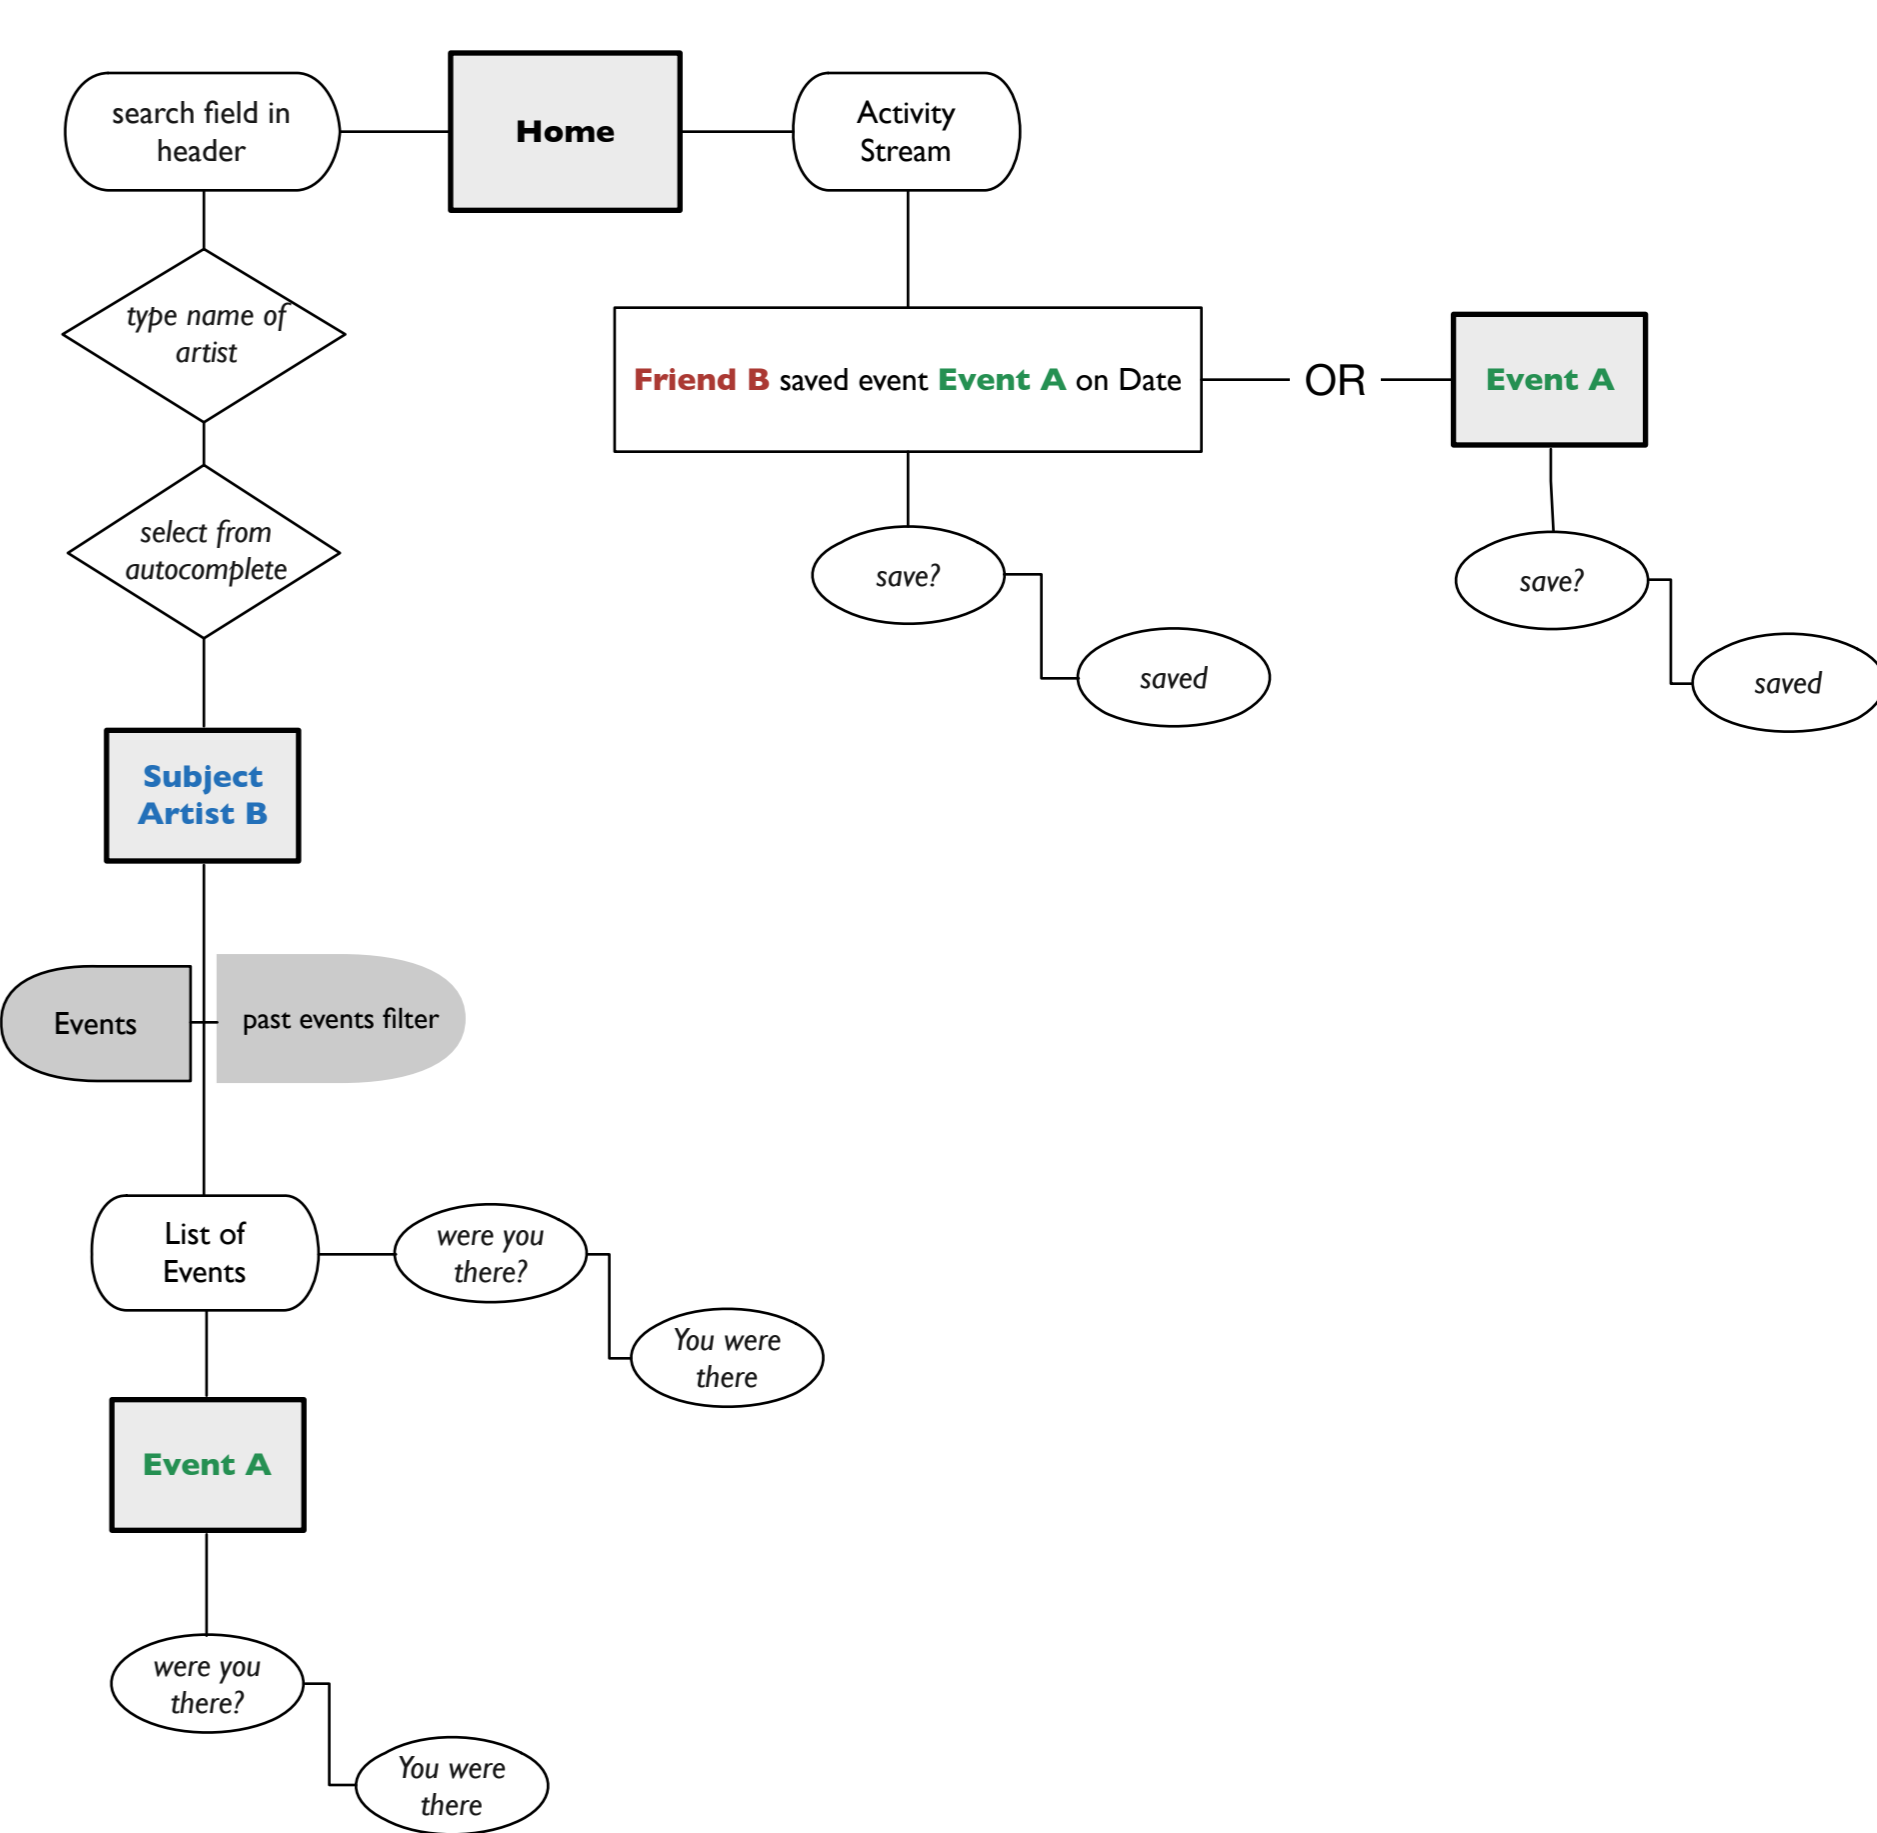 search field in
header
Home
Activity
Stream
type name of
artist
Friend B saved event Event A on Date
OR
Event A
select from
autocomplete
save?
saved
save?
saved
Subject
Artist B
Events
past events filter
List of
Events
were you
there?
You were
there
Event A
were you
there?
You were
there